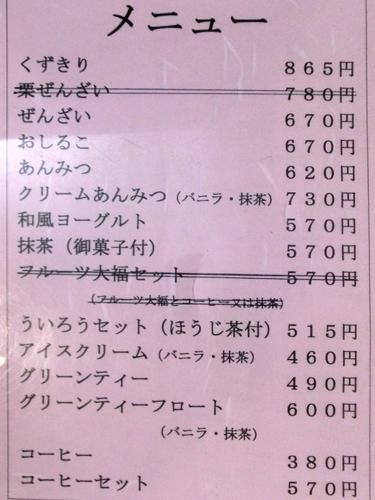 メニュー
くずきり ８６５円
栗ぜんざい ７８０円
ぜんざい ６７０円
おしるこ ６７０円
あんみつ ６２０円
クリームあんみつ（バニラ・抹茶） ７３０円
和風ヨーグルト ５７０円
抹茶（御菓子付） ５７０円
フルーツ大福セット ５７０円
（フルーツ大福とコーヒー又は抹茶）
ういろうセット（ほうじ茶付） ５１５円
アイスクリーム（バニラ・抹茶） ４６０円
グリーンティー ４９０円
グリーンティーフロート ６００円
（バニラ・抹茶）
コーヒー ３８０円
コーヒーセット ５７０円